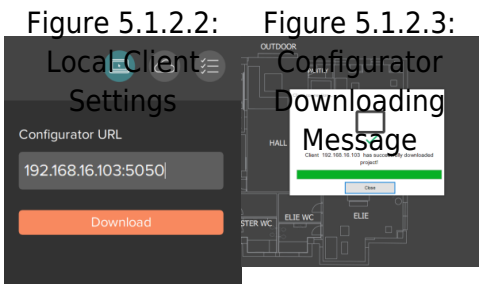 Figure 5.1.2.2:
Local Client
Settings
Figure 5.1.2.3:
Configurator
Downloading
Message
Configurator URL
192.168.16.103:5050
Download
OUTDOOR
HALL
Client 192.168.16.103 has successfully downloaded
project!
Close
STER WC
ELIE WC
ELIE